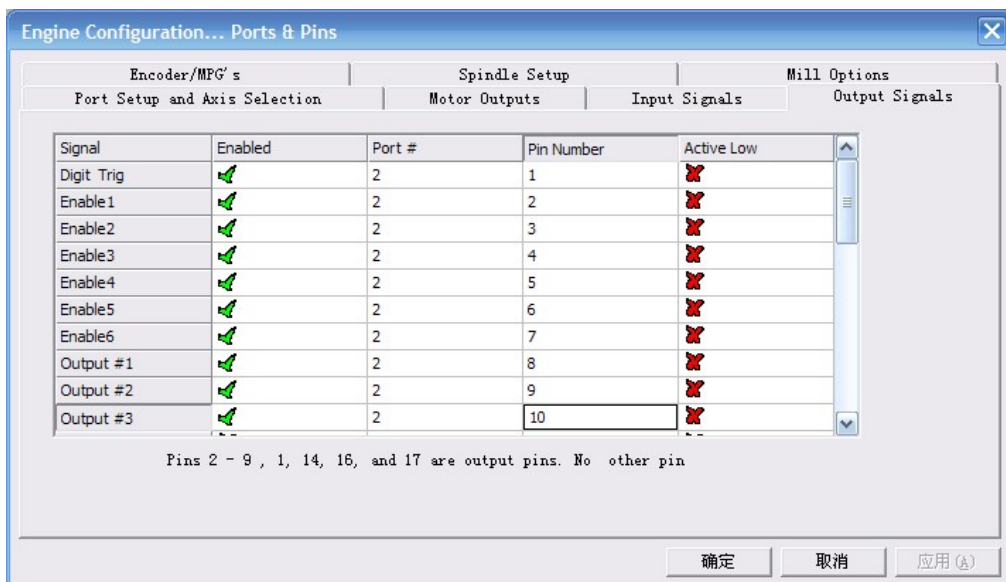 Engine Configuration... Ports & Pins
Encoder/MPG's Spindle Setup Mill Options
Port Setup and Axis Selection Motor Outputs Input Signals Output Signals
Signal Enabled Port # Pin Number Active Low
Digit Trig 2 1
Enable1 2 2
Enable2 2 3
Enable3 2 4
Enable4 2 5
Enable5 2 6
Enable6 2 7
Output #1 2 8
Output #2 2 9
Output #3 2 10
Pins 2 - 9 , 1, 14, 16, and 17 are output pins. No other pin
确定 取消 应用(A)